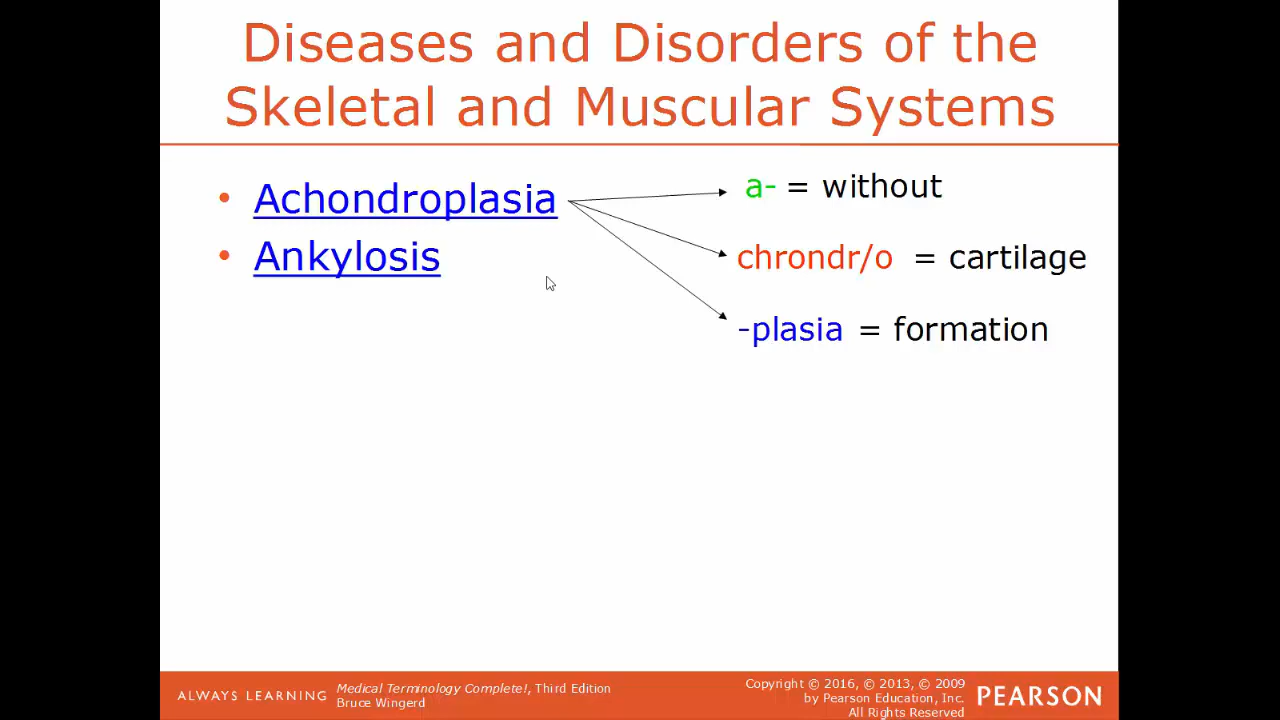 Diseases and Disorders of the
Skeletal and Muscular Systems
• Achondroplasia
• Ankylosis
a- = without
chrondr/o = cartilage
-plasia = formation
ALWAYS LEARNING
Medical Terminology Complete!, Third Edition
Bruce Wingerd
Copyright © 2016, © 2013, © 2009
by Pearson Education, Inc.
All Rights Reserved
PEARSON